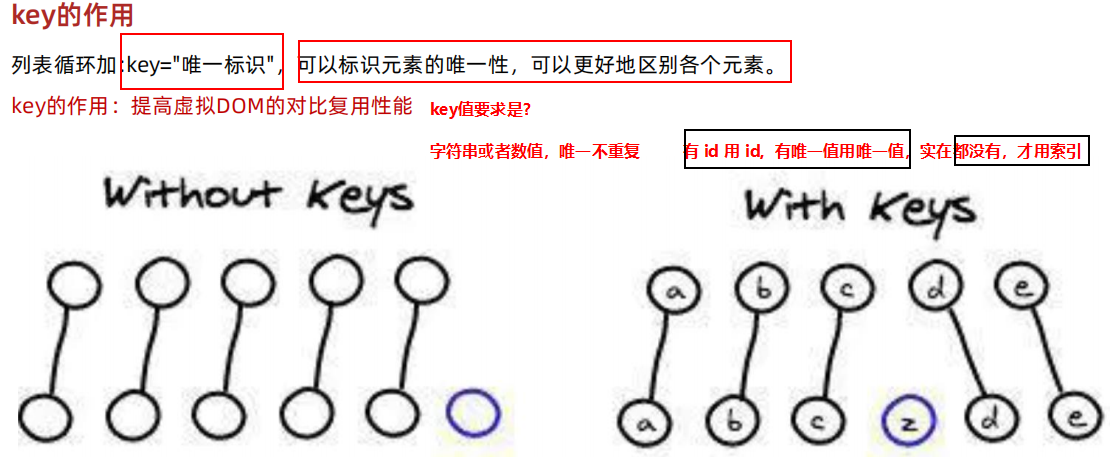 key的作用
列表循环加:key="唯一标识", 可以标识元素的唯一性，可以更好地区别各个元素。
key的作用：提高虚拟DOM的对比复用性能
key值要求是?
字符串或者数值，唯一不重复 有 id 用 id, 有唯一值用唯一值，实在都没有，才用索引
Without Keys
With Keys
a b c d e
a b c z d e